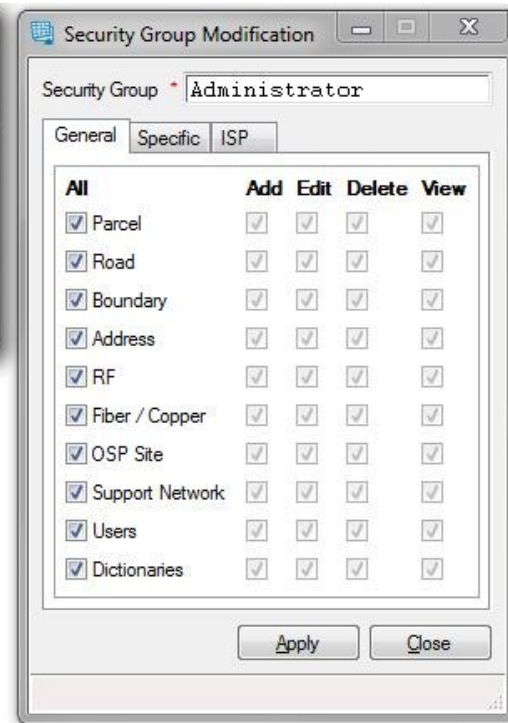 Security Group Modification
Security Group * Administrator
General Specific ISP
All Add Edit Delete View
Parcel
Road
Boundary
Address
RF
Fiber / Copper
OSP Site
Support Network
Users
Dictionaries
Apply Close